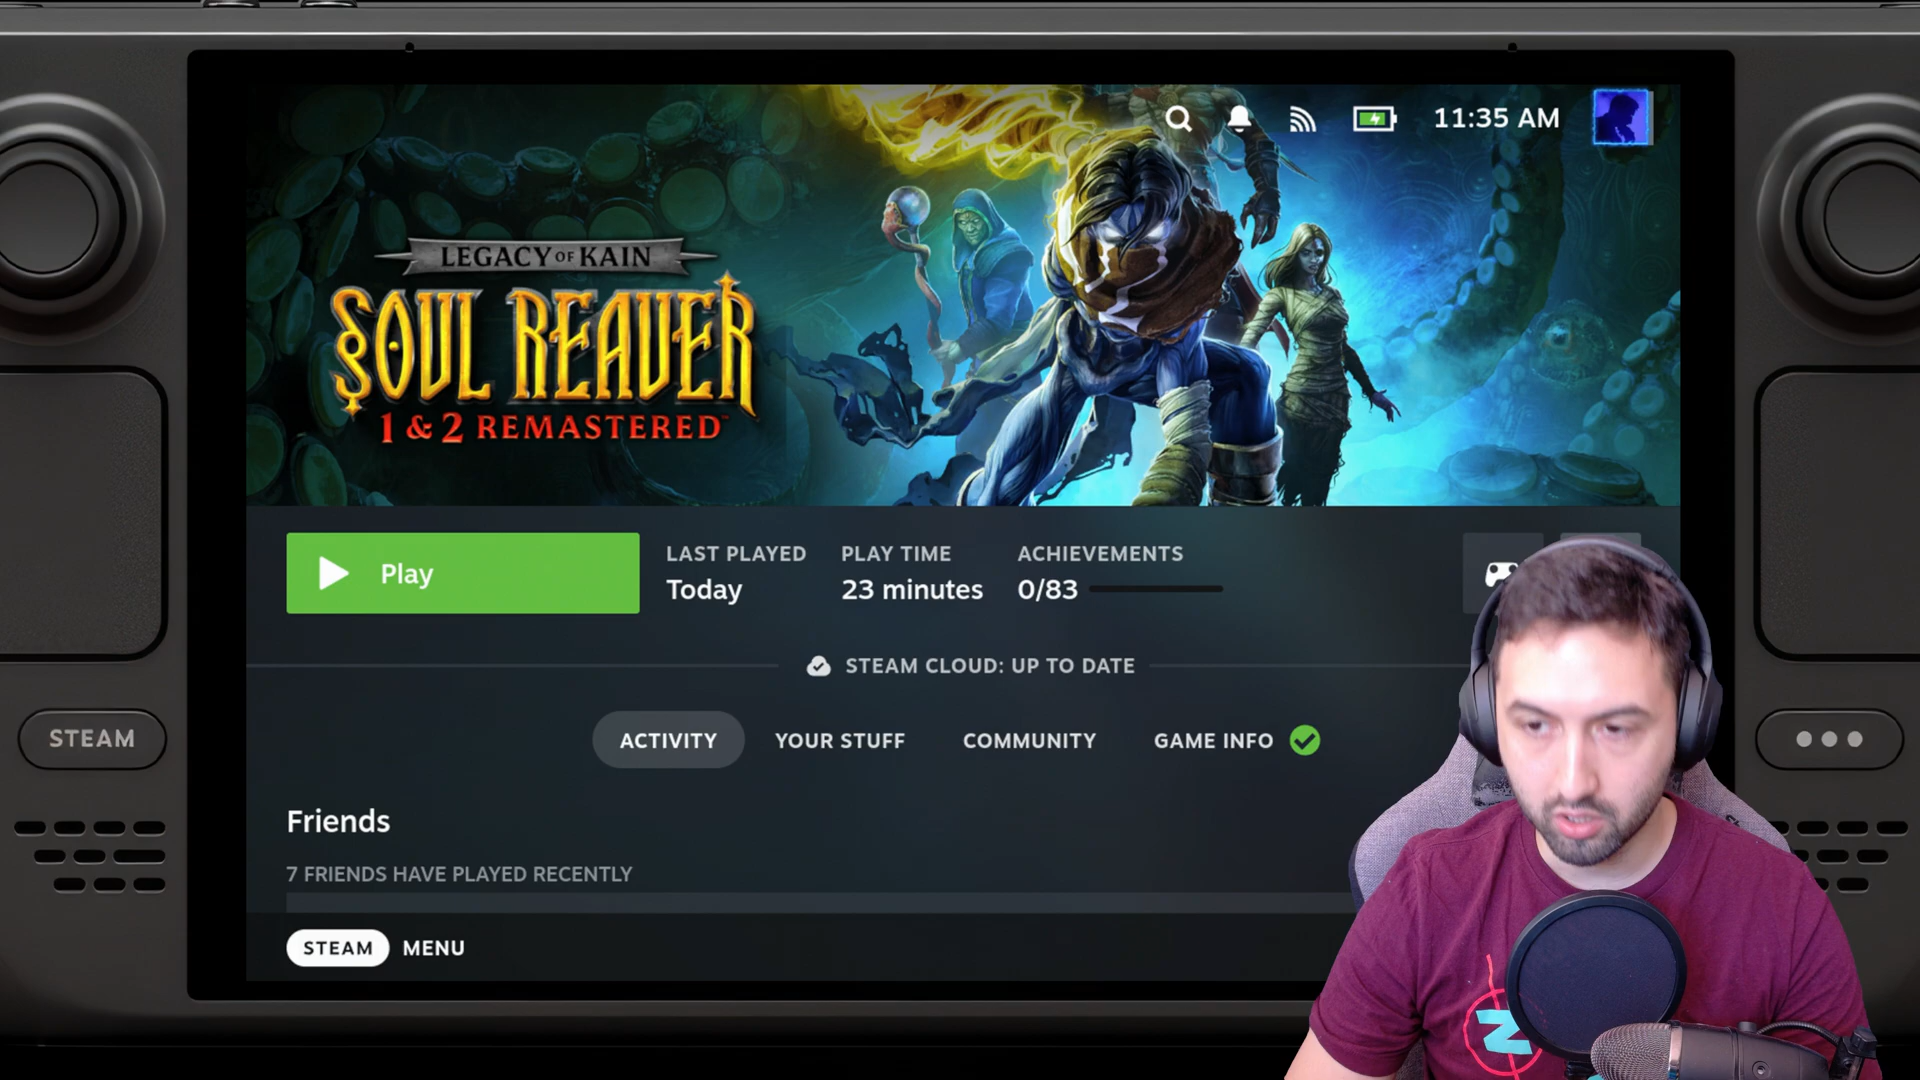 11:35 AM
LEGACY OF KAIN
SOUL REAVER
1 & 2 REMASTERED™
Play
LAST PLAYED
Today
PLAY TIME
23 minutes
ACHIEVEMENTS
0/83
STEAM CLOUD: UP TO DATE
STEAM
ACTIVITY
YOUR STUFF
COMMUNITY
GAME INFO
Friends
7 FRIENDS HAVE PLAYED RECENTLY
STEAM MENU